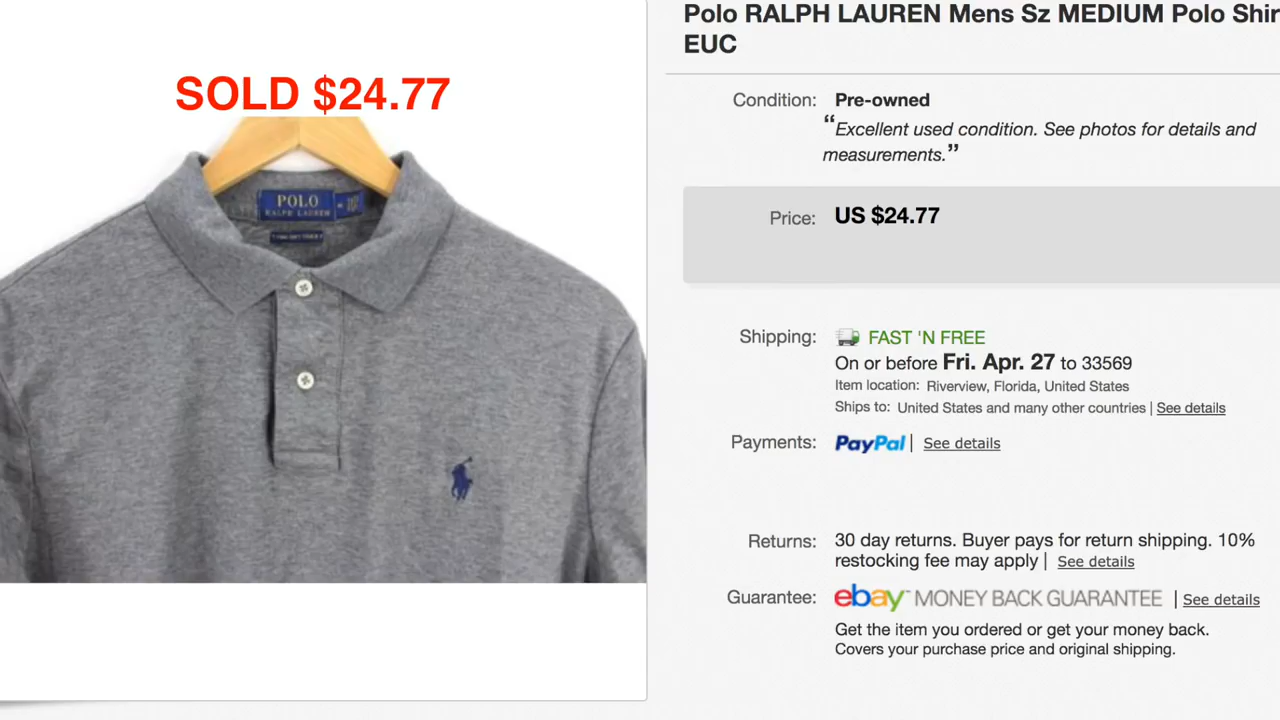 SOLD $24.77
POLO
RALPH LAUREN
Polo RALPH LAUREN Mens Sz MEDIUM Polo Shir
EUC
Condition: Pre-owned
“Excellent used condition. See photos for details and
measurements.”
Price: US $24.77
Shipping: FAST 'N FREE
On or before Fri. Apr. 27 to 33569
Item location: Riverview, Florida, United States
Ships to: United States and many other countries | See details
Payments: PayPal | See details
Returns: 30 day returns. Buyer pays for return shipping. 10%
restocking fee may apply | See details
Guarantee: ebay™ MONEY BACK GUARANTEE | See details
Get the item you ordered or get your money back.
Covers your purchase price and original shipping.